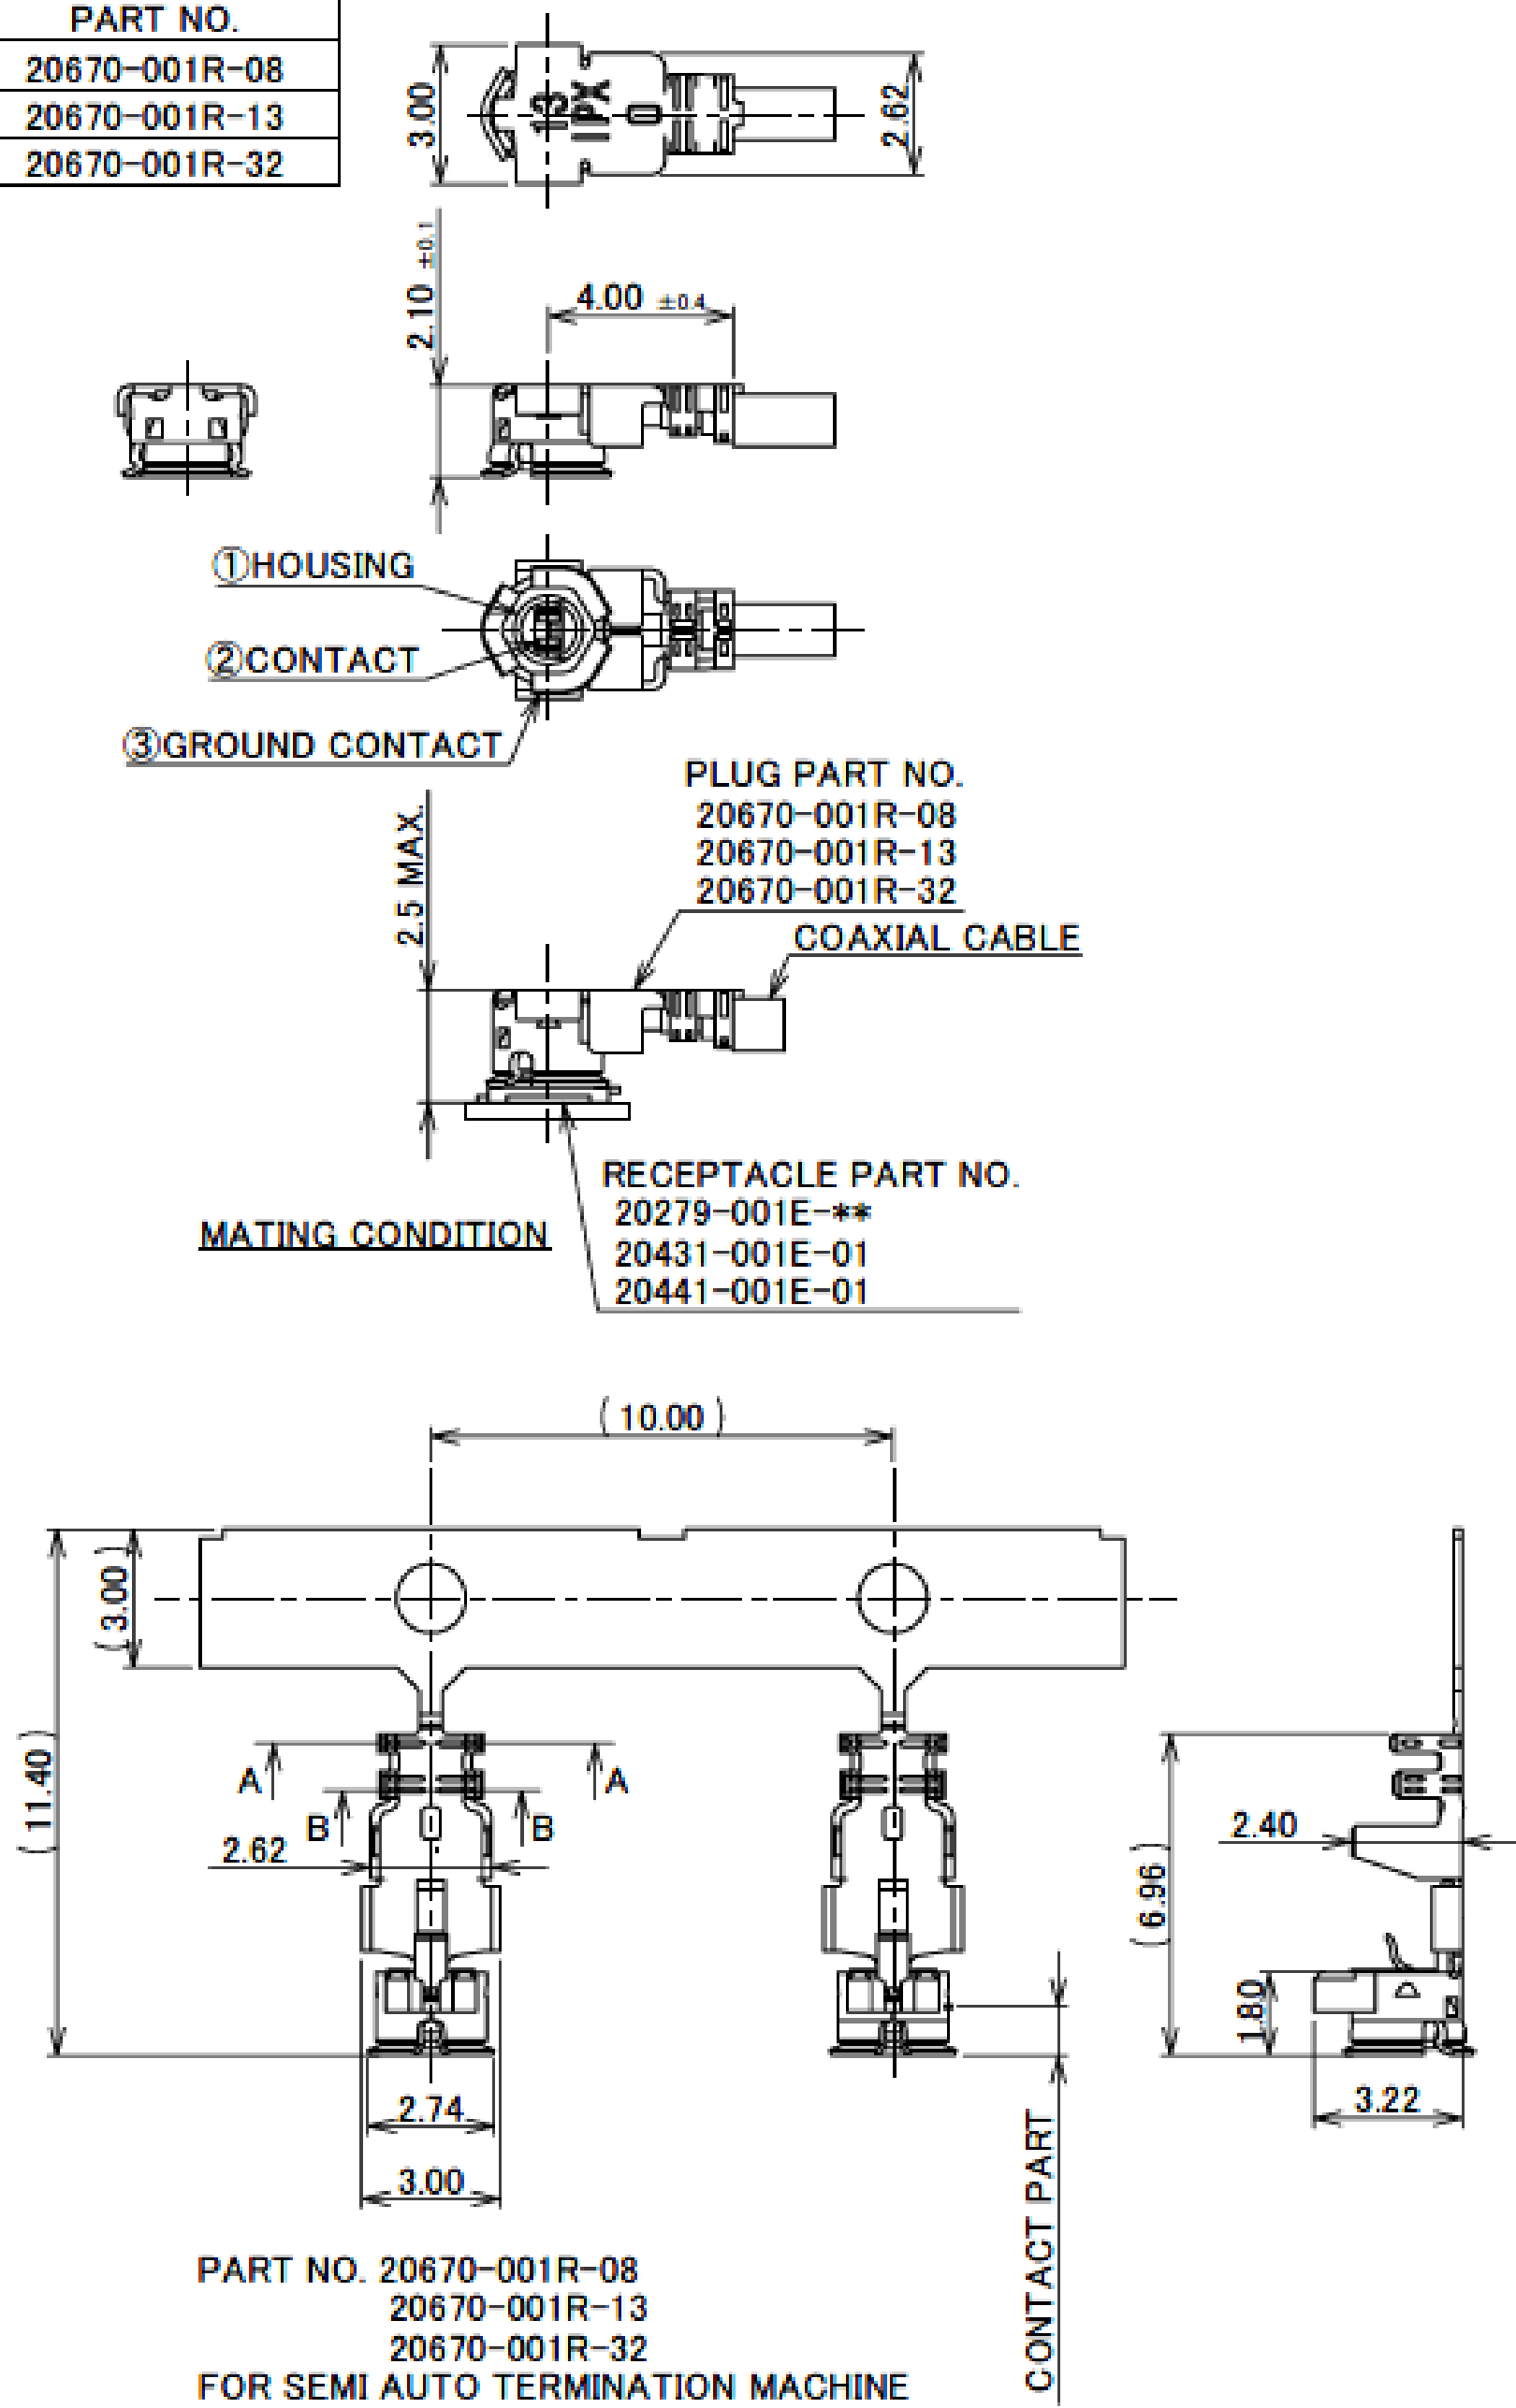 PART NO.
20670-001R-08
20670-001R-13
20670-001R-32
3.00
13
IPX
2.62
2.10 ±0.1
4.00 ±0.4
①HOUSING
②CONTACT
③GROUND CONTACT
PLUG PART NO.
20670-001R-08
20670-001R-13
20670-001R-32
2.5 MAX.
COAXIAL CABLE
RECEPTACLE PART NO.
20279-001E-**
20431-001E-01
20441-001E-01
MATING CONDITION
( 10.00 )
( 3.00 )
( 11.40 )
A
A
B
B
2.62
2.40
( 6.96 )
1.80
3.22
2.74
3.00
CONTACT PART
PART NO. 20670-001R-08
20670-001R-13
20670-001R-32
FOR SEMI AUTO TERMINATION MACHINE